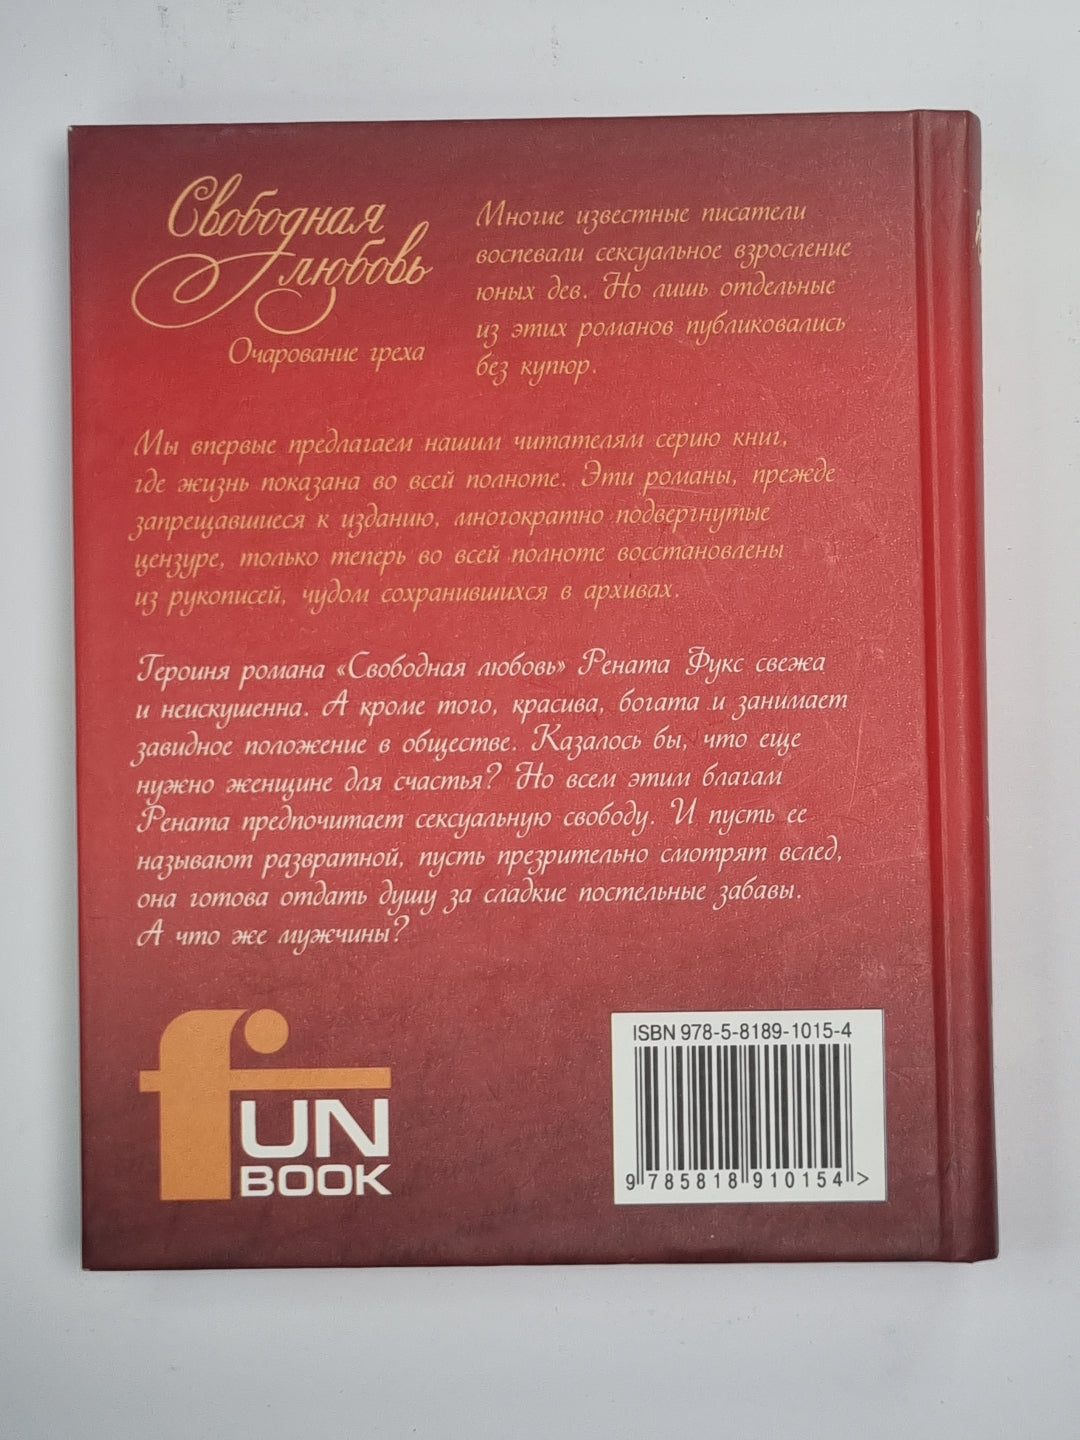 Свободная
любовь
Очарование греха
Многие известные писатели
воспевали сексуальное взросление
юных дев. Но лишь отдельные
из этих романов публиковались
без купюр.
Мы впервые предлагаем нашим читателям серию книг,
где жизнь показана во всей полноте. Эти романы, прежде
запрещавшиеся к изданию, многократно подвергнутые
цензуре, только теперь во всей полноте восстановлены
из рукописей, чудом сохранившихся в архивах.
Героиня романа «Свободная любовь» Рената Фукс свежа
и неискушенна. А кроме того, красива, богата и занимает
завидное положение в обществе. Казалось бы, что еще
нужно женщине для счастья? Но всем этим благам
Рената предпочитает сексуальную свободу. И пусть ее
называют развратной, пусть презрительно смотрят вслед,
она готова отдать душу за сладкие постельные забавы.
А что же мужчины?
fUN
BOOK
ISBN 978-5-8189-1015-4
9 785818 910154 >